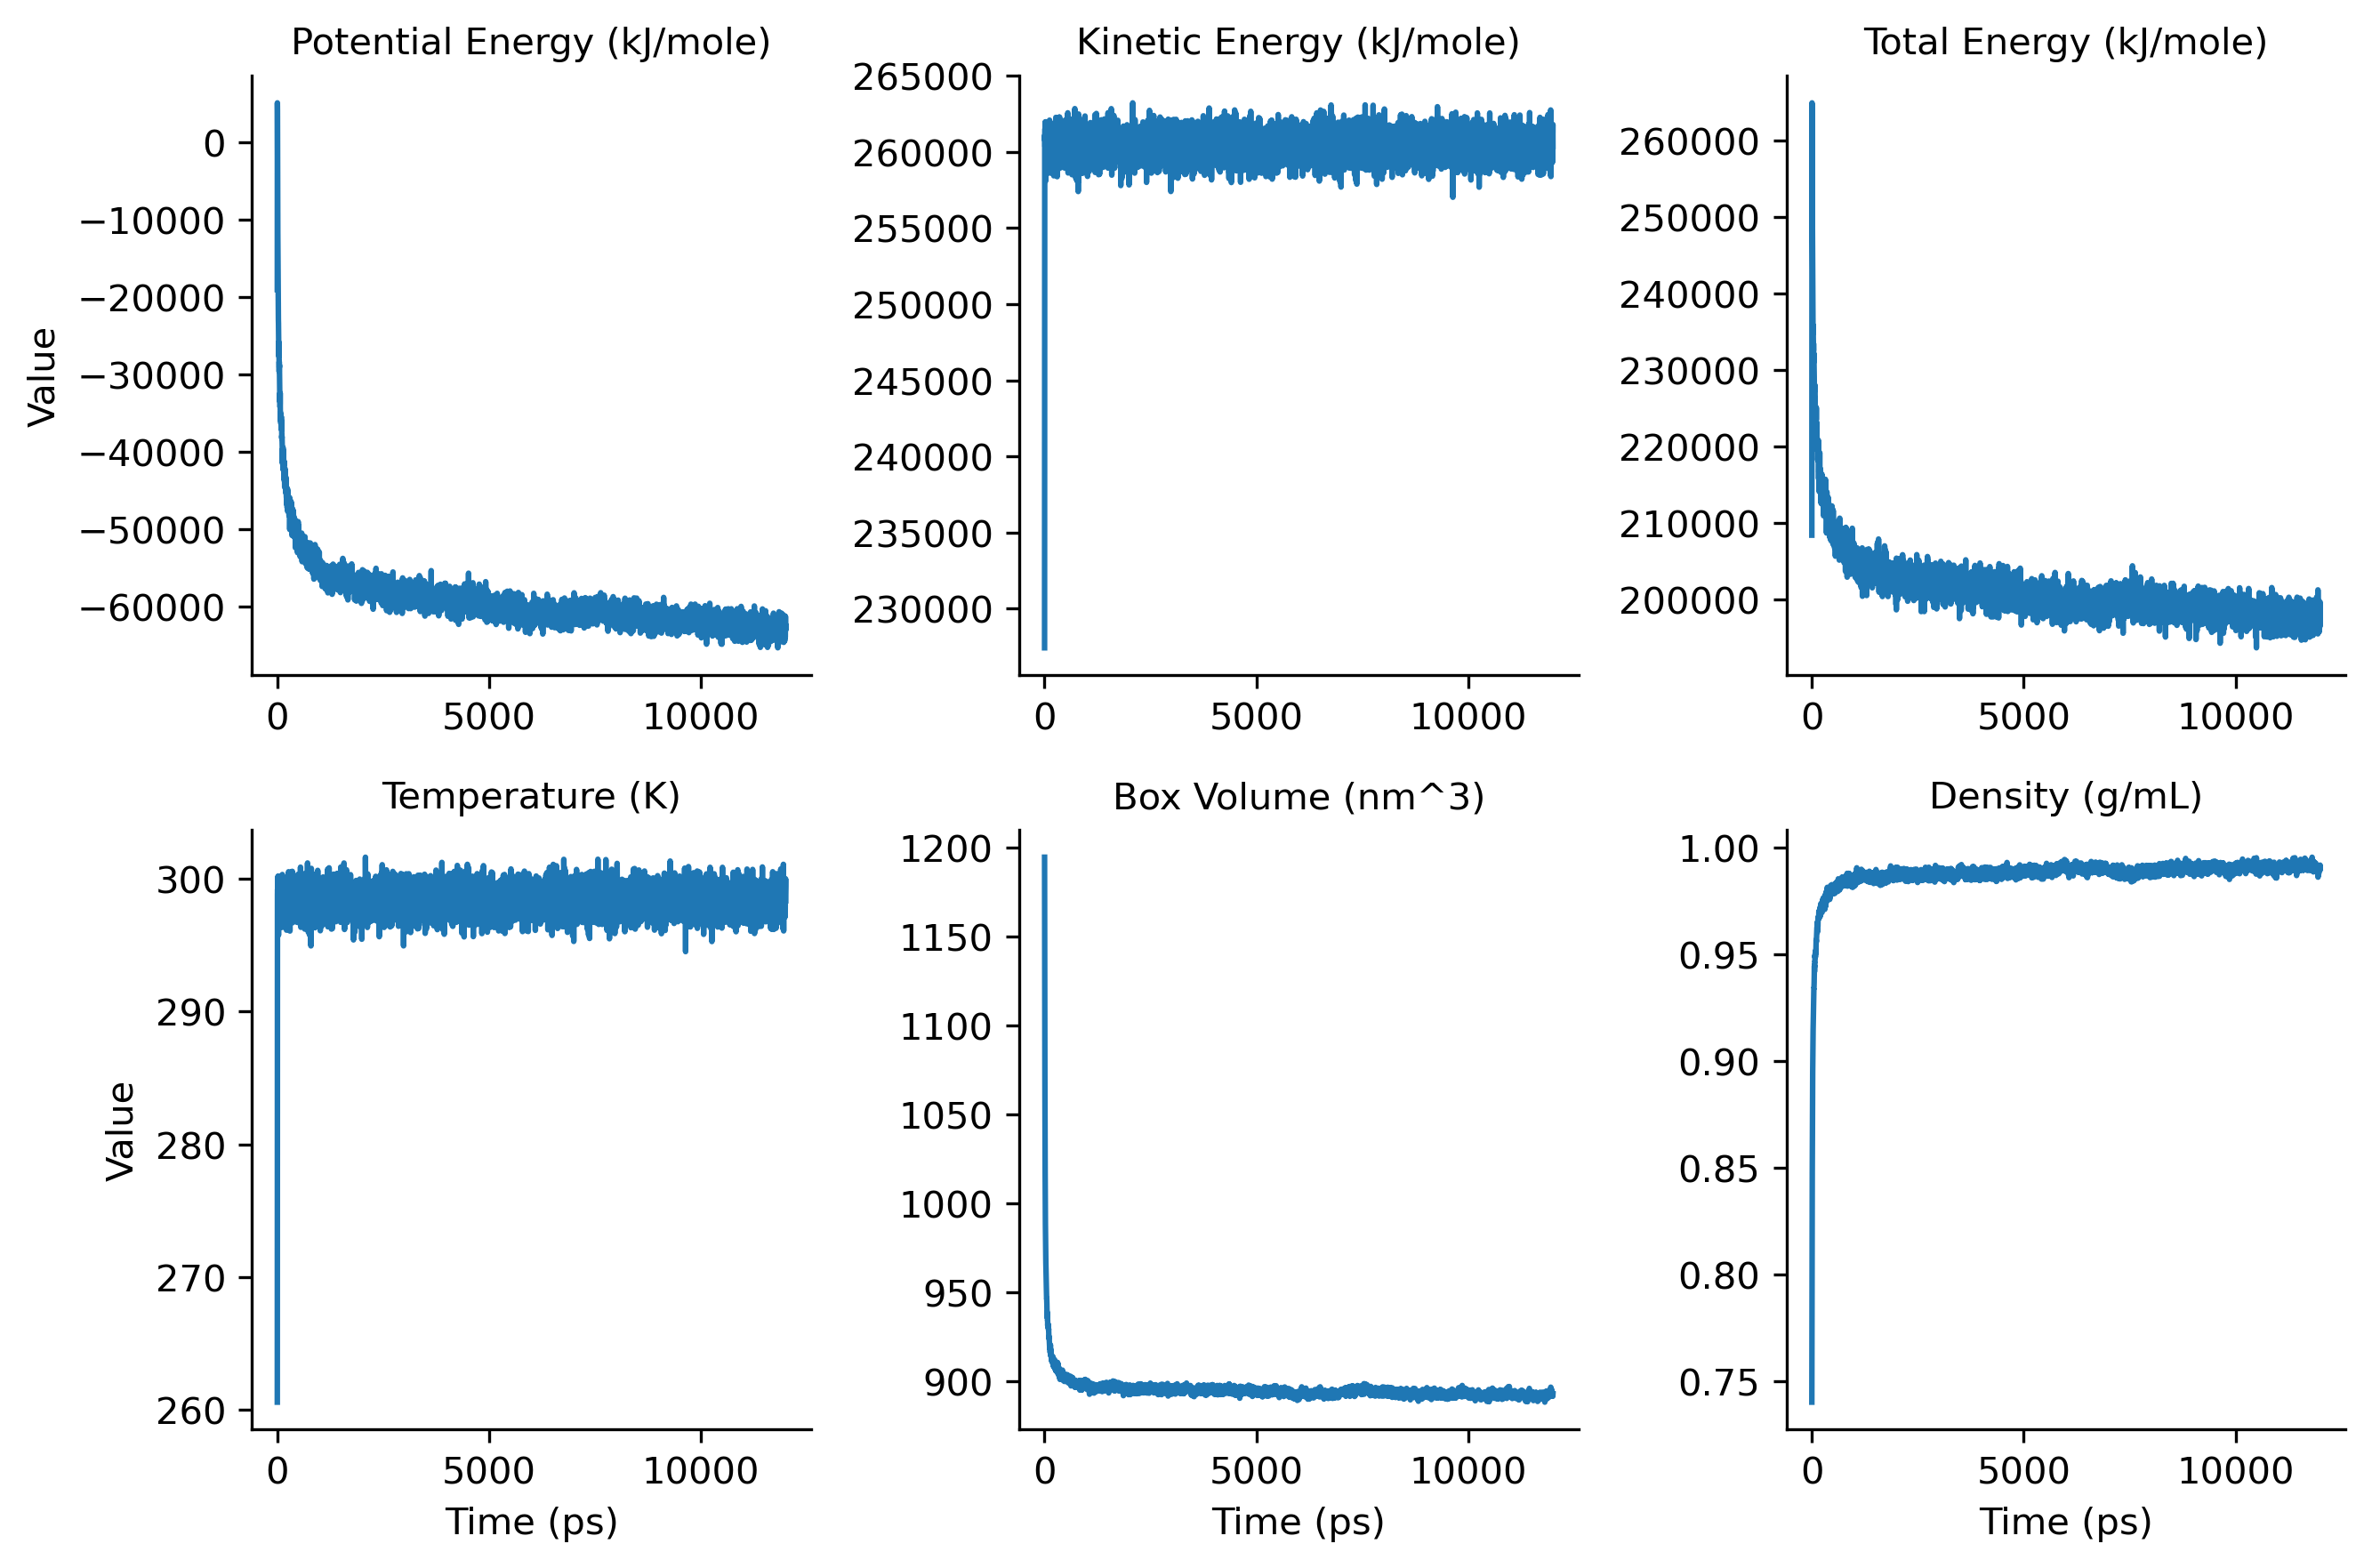 Potential Energy (kJ/mole)
Value
0
−10000
−20000
−30000
−40000
−50000
−60000
0 5000 10000
Kinetic Energy (kJ/mole)
265000
260000
255000
250000
245000
240000
235000
230000
0 5000 10000
Total Energy (kJ/mole)
260000
250000
240000
230000
220000
210000
200000
0 5000 10000
Temperature (K)
Value
300
290
280
270
260
0 5000 10000
Time (ps)
Box Volume (nm^3)
1200
1150
1100
1050
1000
950
900
0 5000 10000
Time (ps)
Density (g/mL)
1.00
0.95
0.90
0.85
0.80
0.75
0 5000 10000
Time (ps)